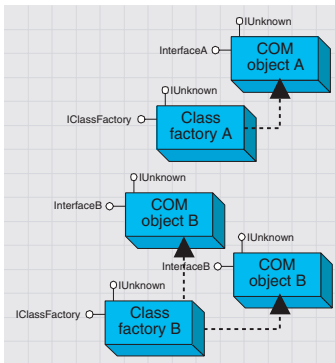 IUnknown
InterfaceA
COM
object A
IUnknown
IClassFactory
Class
factory A
IUnknown
InterfaceB
COM
object B
IUnknown
InterfaceB
COM
object B
IUnknown
IClassFactory
Class
factory B